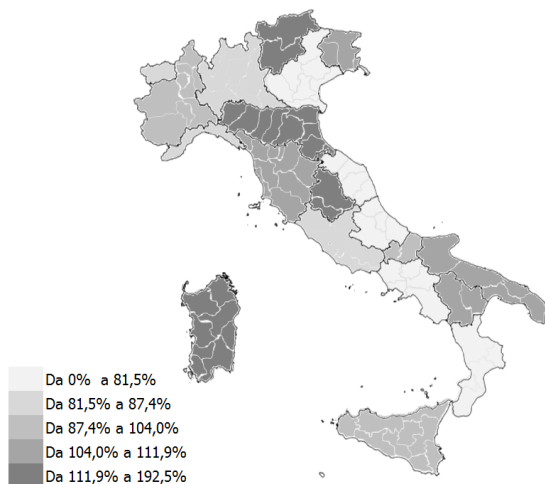 Da 0% a 81,5%
Da 81,5% a 87,4%
Da 87,4% a 104,0%
Da 104,0% a 111,9%
Da 111,9% a 192,5%